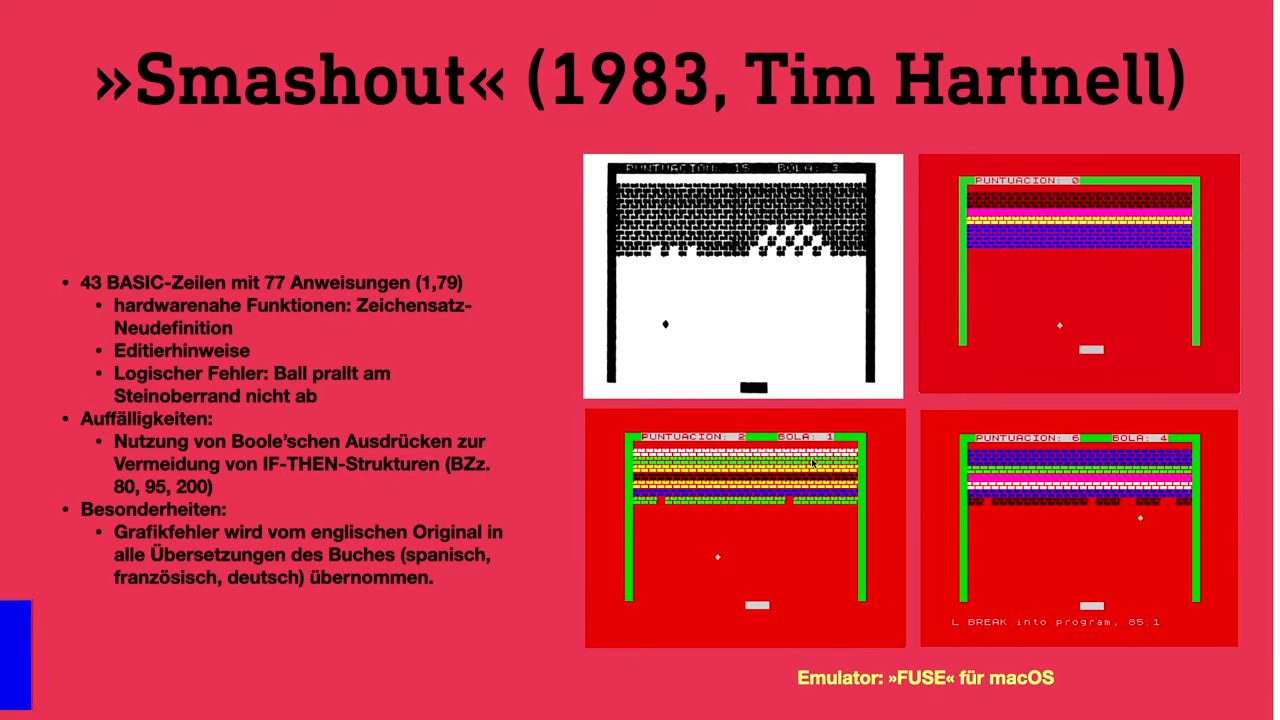 »Smashout« (1983, Tim Hartnell)
• 43 BASIC-Zeilen mit 77 Anweisungen (1,79)
• hardwarenahe Funktionen: Zeichensatz-
Neudefinition
• Editierhinweise
• Logischer Fehler: Ball prallt am
Steinoberrand nicht ab
• Auffälligkeiten:
• Nutzung von Boole’schen Ausdrücken zur
Vermeidung von IF-THEN-Strukturen (BZz.
80, 95, 200)
• Besonderheiten:
• Grafikfehler wird vom englischen Original in
alle Übersetzungen des Buches (spanisch,
französisch, deutsch) übernommen.
PUNTUACION: 15 BOLA: 3
PUNTUACION: 0
PUNTUACION: 2 BOLA: 1
PUNTUACION: 6 BOLA: 4
L BREAK into program, 85:1
Emulator: »FUSE« für macOS